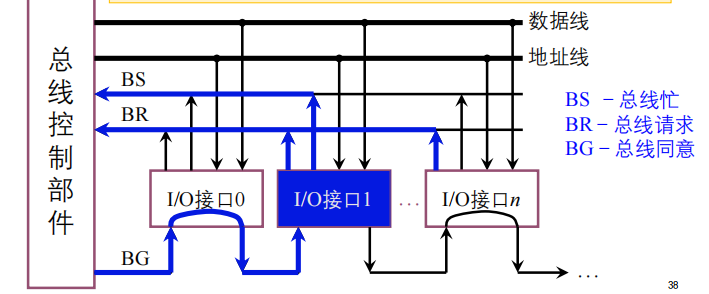 数据线
地址线
总线控制部件
BS
BR
BS －总线忙
BR－总线请求
BG－总线同意
I/O接口0
I/O接口1
…
I/O接口n
BG
…
38